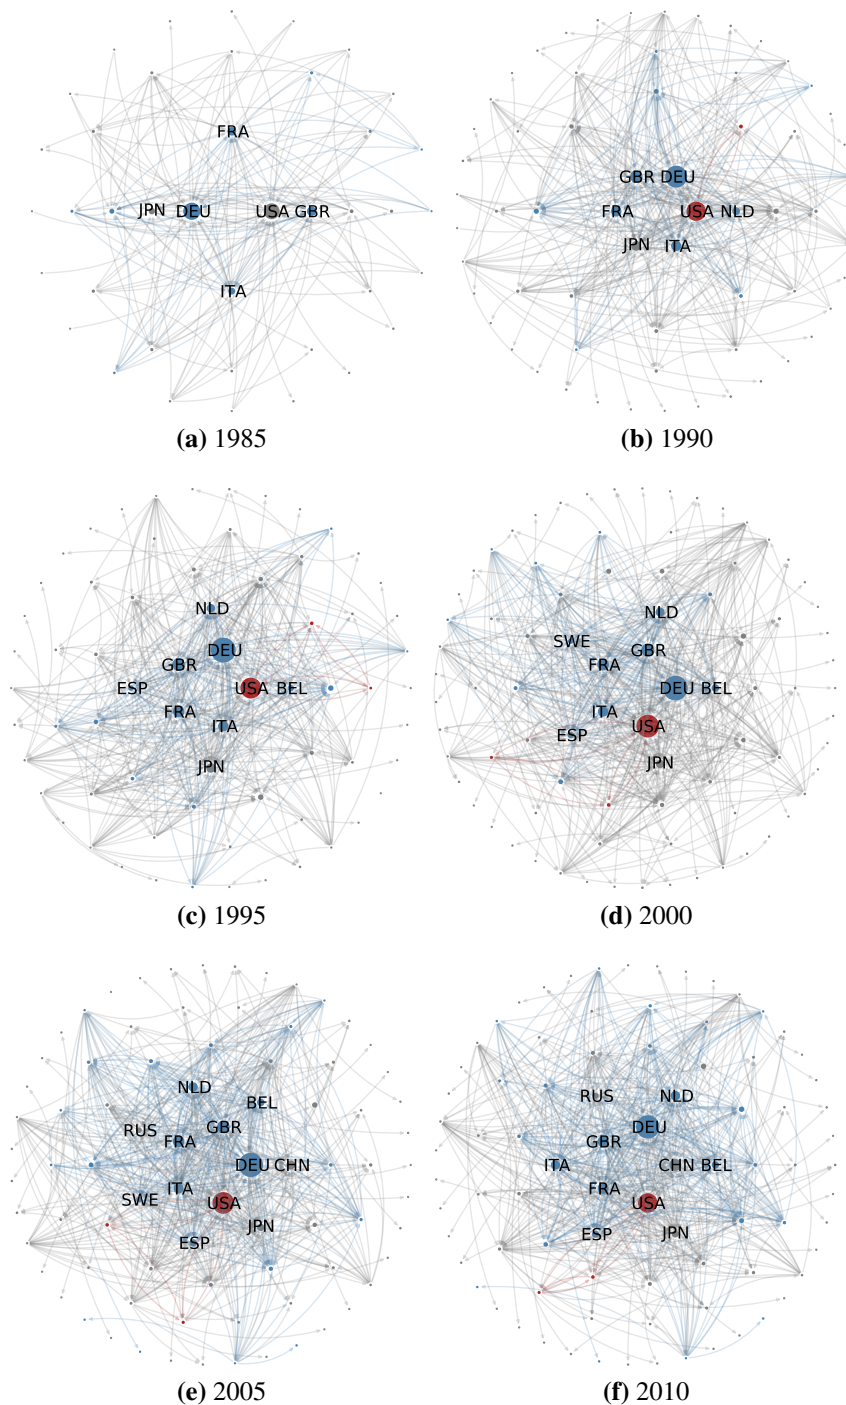 FRA
JPN DEU USA GBR
ITA
(a) 1985
GBR DEU
FRA USA NLD
JPN ITA
(b) 1990
NLD
DEU
GBR
ESP USA BEL
FRA
ITA
JPN
(c) 1995
NLD
SWE
GBR
FRA
DEU BEL
ITA
USA
ESP
JPN
(d) 2000
NLD
BEL
RUS
GBR
FRA
DEU CHN
ITA
SWE
USA
JPN
ESP
(e) 2005
RUS NLD
DEU
GBR
ITA CHN BEL
FRA
USA
ESP JPN
(f) 2010